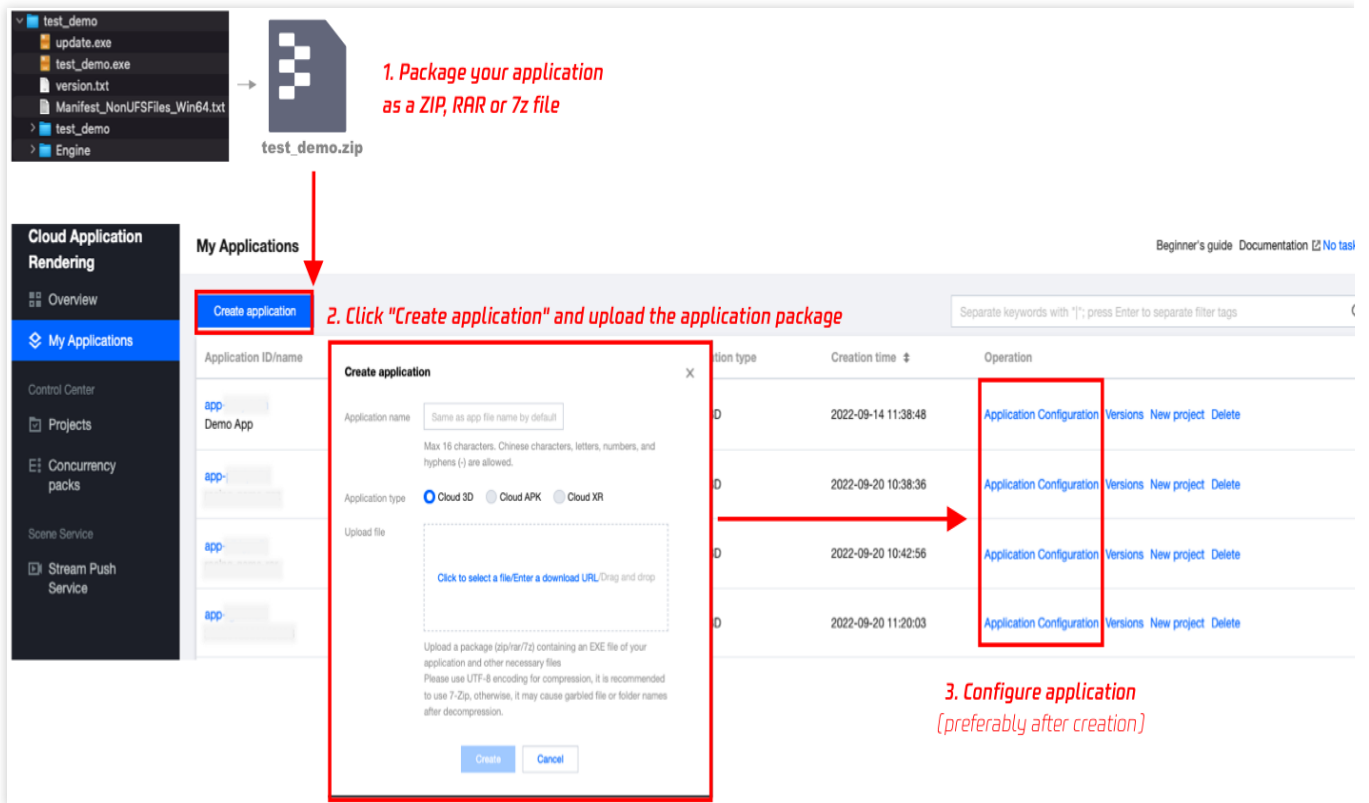 test_demo
update.exe
test_demo.exe
version.txt
Manifest_NonUFSFiles_Win64.txt
test_demo
Engine
test_demo.zip
1. Package your application
as a ZIP, RAR or 7z file
Cloud Application
Rendering
Overview
My Applications
Control Center
Projects
Concurrency
packs
Scene Service
Stream Push
Service
My Applications
Beginner's guide Documentation No task
Create application
2. Click "Create application" and upload the application package
Separate keywords with "|"; press Enter to separate filter tags
Application ID/name
tion type
Creation time
Operation
app-
Demo App
D
2022-09-14 11:38:48
Application Configuration Versions New project Delete
app-
D
2022-09-20 10:38:36
Application Configuration Versions New project Delete
app-
D
2022-09-20 10:42:56
Application Configuration Versions New project Delete
app-
D
2022-09-20 11:20:03
Application Configuration Versions New project Delete
Create application
Application name
Same as app file name by default
Max 16 characters. Chinese characters, letters, numbers, and
hyphens (-) are allowed.
Application type
Cloud 3D Cloud APK Cloud XR
Upload file
Click to select a file/Enter a download URL/Drag and drop
Upload a package (zip/rar/7z) containing an EXE file of your
application and other necessary files
Please use UTF-8 encoding for compression, it is recommended
to use 7-Zip, otherwise, it may cause garbled file or folder names
after decompression.
Create
Cancel
3. Configure application
(preferably after creation)